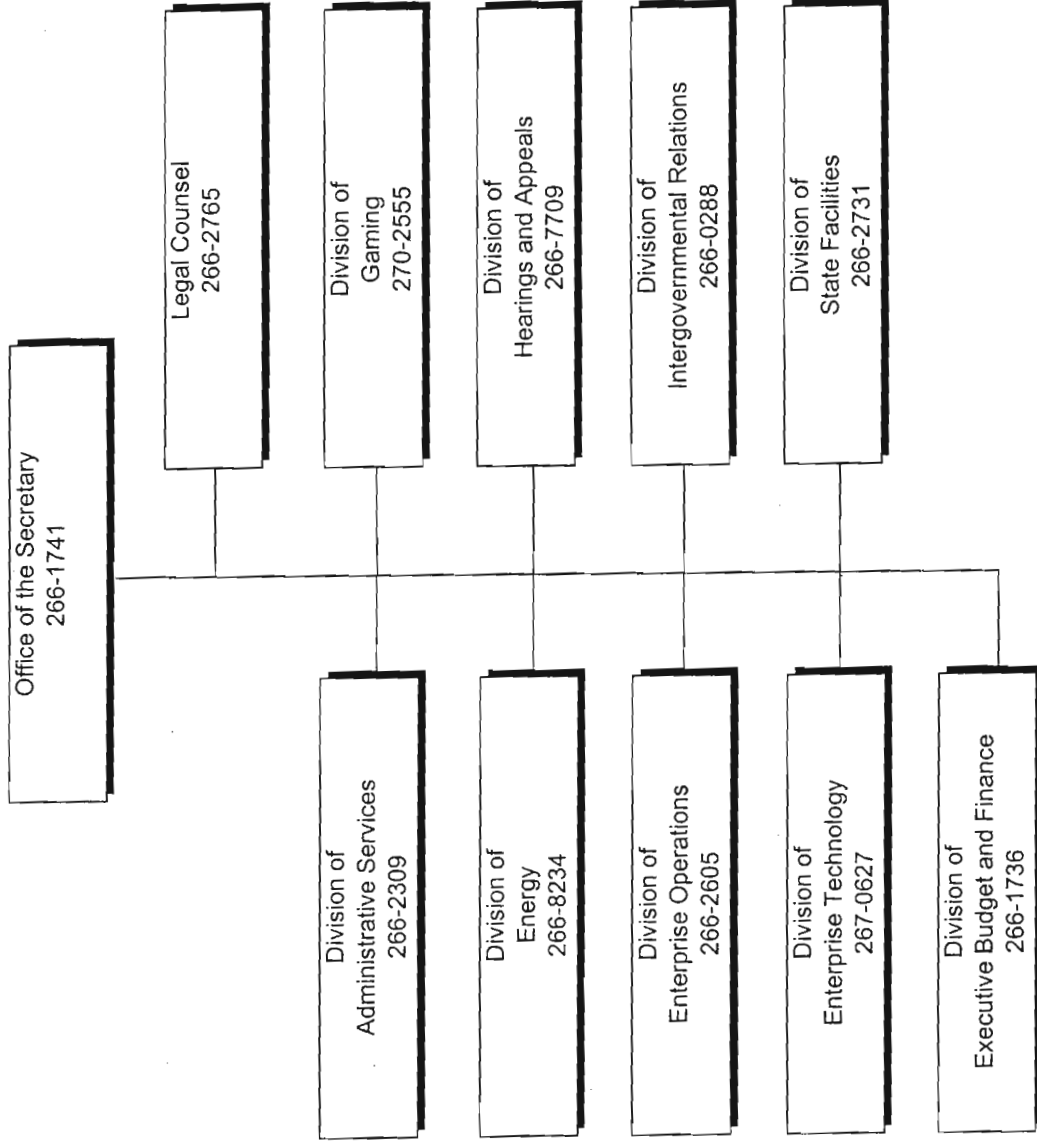 Office of the Secretary
266-1741
Legal Counsel
266-2765
Division of
Administrative Services
266-2309
Division of
Gaming
270-2555
Division of
Energy
266-8234
Division of
Hearings and Appeals
266-7709
Division of
Enterprise Operations
266-2605
Division of
Intergovernmental Relations
266-0288
Division of
Enterprise Technology
267-0627
Division of
State Facilities
266-2731
Division of
Executive Budget and Finance
266-1736